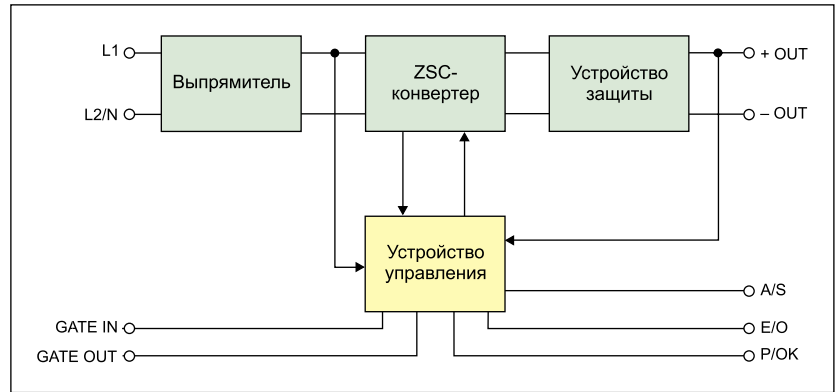 L1
L2/N
Выпрямитель
ZSC-
конвертер
Устройство
защиты
+ OUT
– OUT
Устройство
управления
GATE IN
GATE OUT
A/S
E/O
P/OK